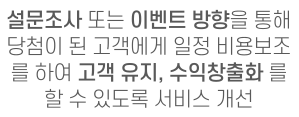 설문조사 또는 이벤트 방향을 통해
당첨이 된 고객에게 일정 비용보조
를 하여 고객 유지, 수익창출화 를
할 수 있도록 서비스 개선